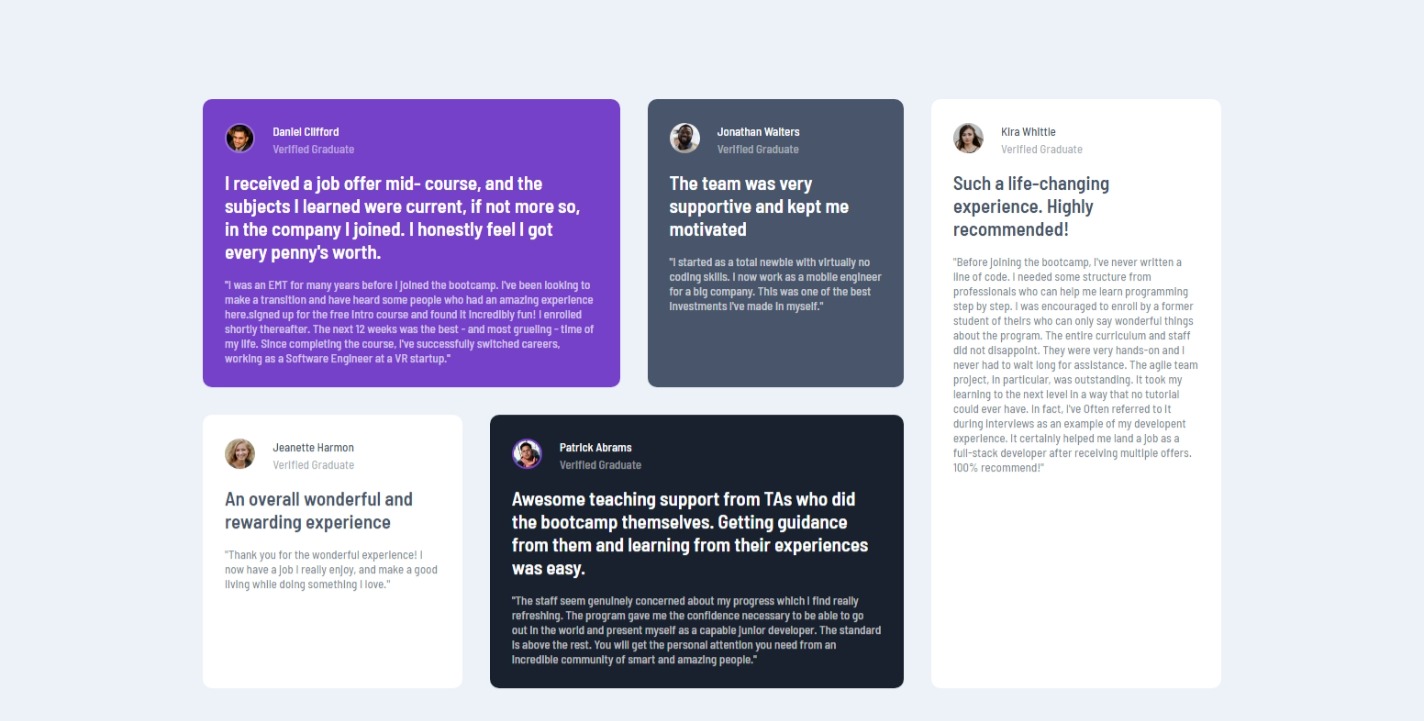 Daniel Clifford
Verified Graduate
I received a job offer mid- course, and the
subjects I learned were current, if not more so,
in the company I joined. I honestly feel I got
every penny's worth.
"I was an EMT for many years before I joined the bootcamp. I've been looking to
make a transition and have heard some people who had an amazing experience
here.signed up for the free intro course and found it incredibly fun! I enrolled
shortly thereafter. The next 12 weeks was the best - and most grueling - time of
my life. Since completing the course, I've successfully switched careers,
working as a Software Engineer at a VR startup."
Jonathan Walters
Verified Graduate
The team was very
supportive and kept me
motivated
"I started as a total newbie with virtually no
coding skills. I now work as a mobile engineer
for a big company. This was one of the best
investments I've made in myself."
Kira Whittle
Verified Graduate
Such a life-changing
experience. Highly
recommended!
"Before joining the bootcamp, I've never written a
line of code. I needed some structure from
professionals who can help me learn programming
step by step. I was encouraged to enroll by a former
student of theirs who can only say wonderful things
about the program. The entire curriculum and staff
did not disappoint. They were very hands-on and I
never had to wait long for assistance. The agile team
project, in particular, was outstanding. It took my
learning to the next level in a way that no tutorial
could ever have. In fact, I've Often referred to it
during interviews as an example of my developent
experience. It certainly helped me land a job as a
full-stack developer after receiving multiple offers.
100% recommend!"
Jeanette Harmon
Verified Graduate
An overall wonderful and
rewarding experience
"Thank you for the wonderful experience! I
now have a job I really enjoy, and make a good
living while doing something I love."
Patrick Abrams
Verified Graduate
Awesome teaching support from TAs who did
the bootcamp themselves. Getting guidance
from them and learning from their experiences
was easy.
"The staff seem genuinely concerned about my progress which I find really
refreshing. The program gave me the confidence necessary to be able to go
out in the world and present myself as a capable junior developer. The standard
is above the rest. You will get the personal attention you need from an
incredible community of smart and amazing people."